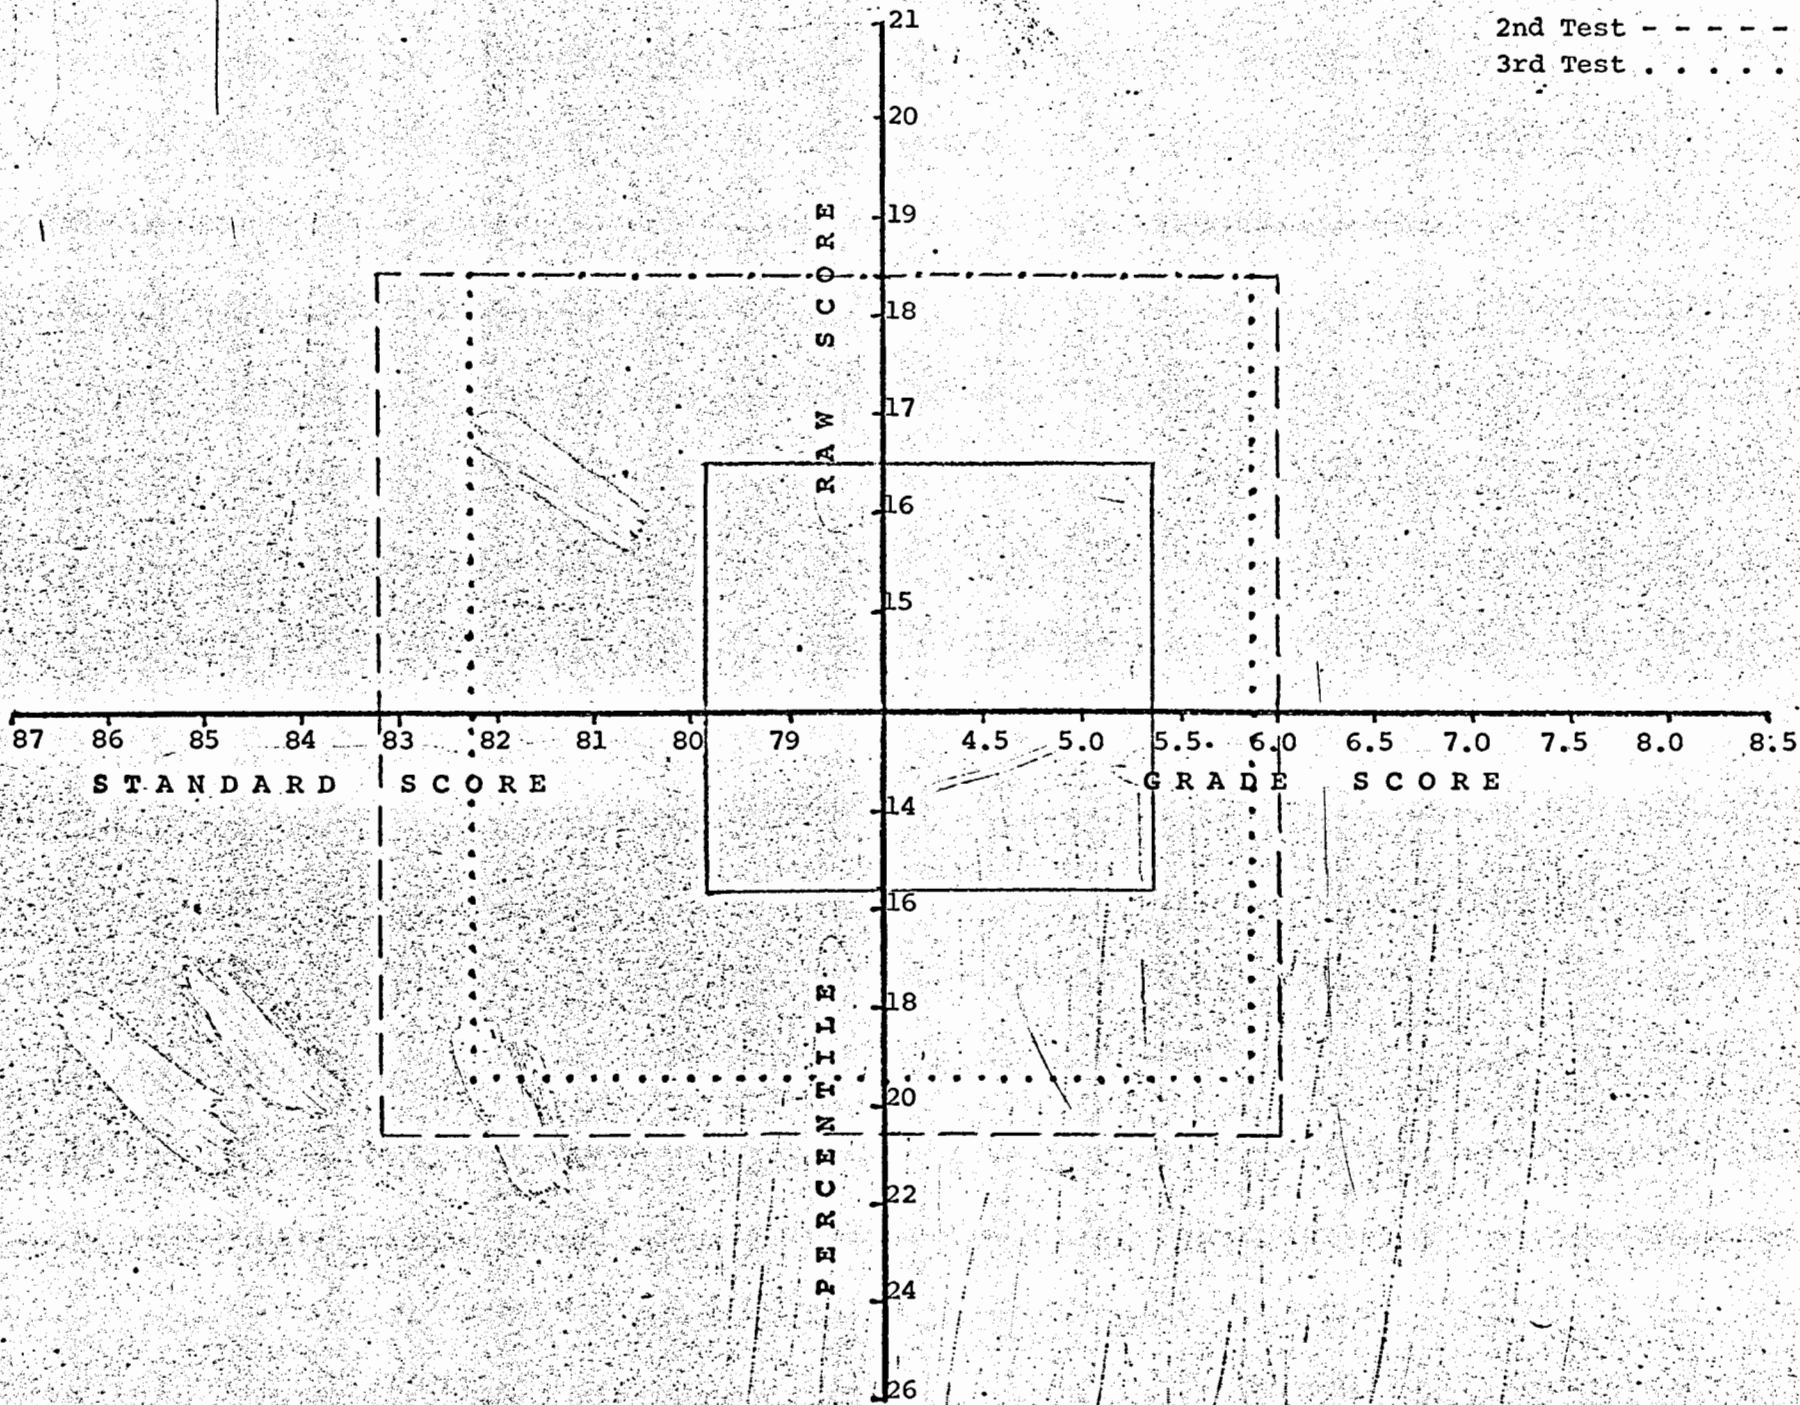 2nd Test - - - - -
3rd Test . . . . .
21
20
19
18
17
16
15
RAW SCORE
87 86 85 84 83 82 81 80 79 4.5 5.0 5.5. 6.0 6.5 7.0 7.5 8.0 8.5
STANDARD SCORE GRADE SCORE
14
16
18
20
22
24
26
PERCENTILE